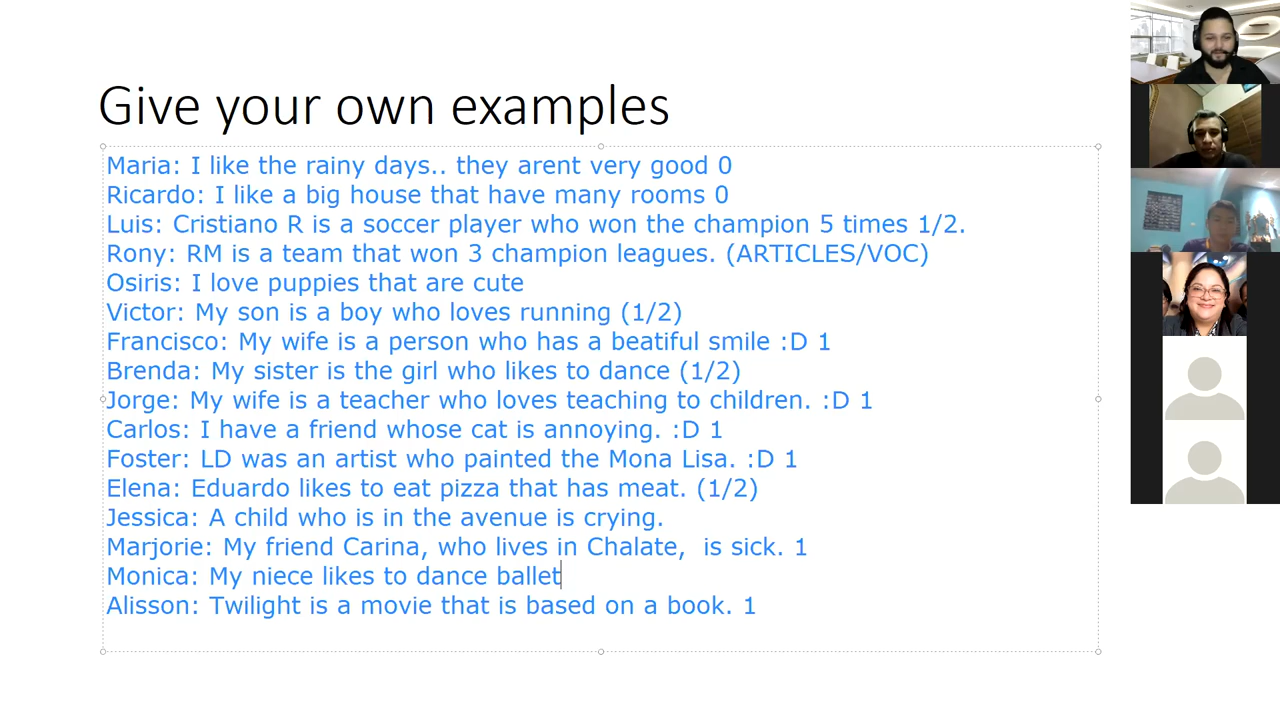 Give your own examples
Maria: I like the rainy days.. they arent very good 0
Ricardo: I like a big house that have many rooms 0
Luis: Cristiano R is a soccer player who won the champion 5 times 1/2.
Rony: RM is a team that won 3 champion leagues. (ARTICLES/VOC)
Osiris: I love puppies that are cute
Victor: My son is a boy who loves running (1/2)
Francisco: My wife is a person who has a beatiful smile :D 1
Brenda: My sister is the girl who likes to dance (1/2)
Jorge: My wife is a teacher who loves teaching to children. :D 1
Carlos: I have a friend whose cat is annoying. :D 1
Foster: LD was an artist who painted the Mona Lisa. :D 1
Elena: Eduardo likes to eat pizza that has meat. (1/2)
Jessica: A child who is in the avenue is crying.
Marjorie: My friend Carina, who lives in Chalate,  is sick. 1
Monica: My niece likes to dance ballet
Alisson: Twilight is a movie that is based on a book. 1